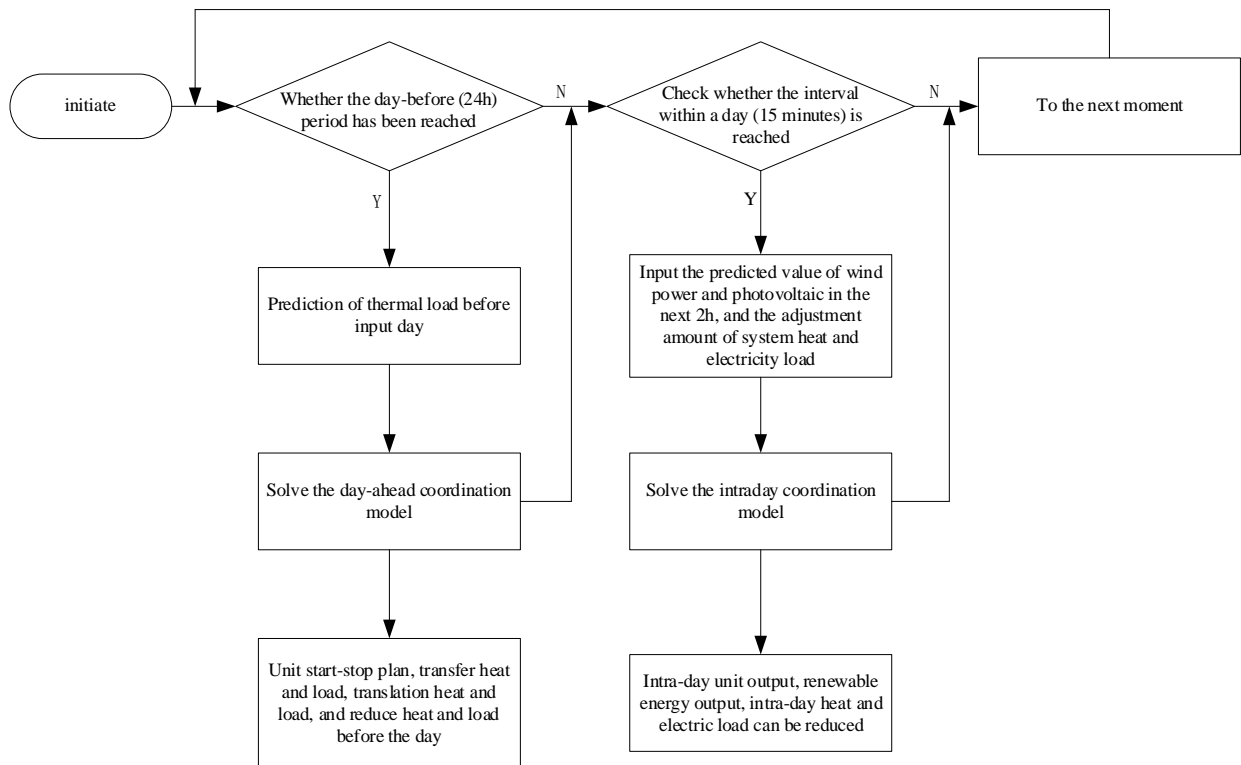 initiate
Whether the day-before (24h)
period has been reached
N
Check whether the interval
within a day (15 minutes) is
reached
N
To the next moment
Y
Y
Prediction of thermal load before
input day
Input the predicted value of wind
power and photovoltaic in the
next 2h, and the adjustment
amount of system heat and
electricity load
Solve the day-ahead coordination
model
Solve the intraday coordination
model
Unit start-stop plan, transfer heat
and load, translation heat and
load, and reduce heat and load
before the day
Intra-day unit output, renewable
energy output, intra-day heat and
electric load can be reduced